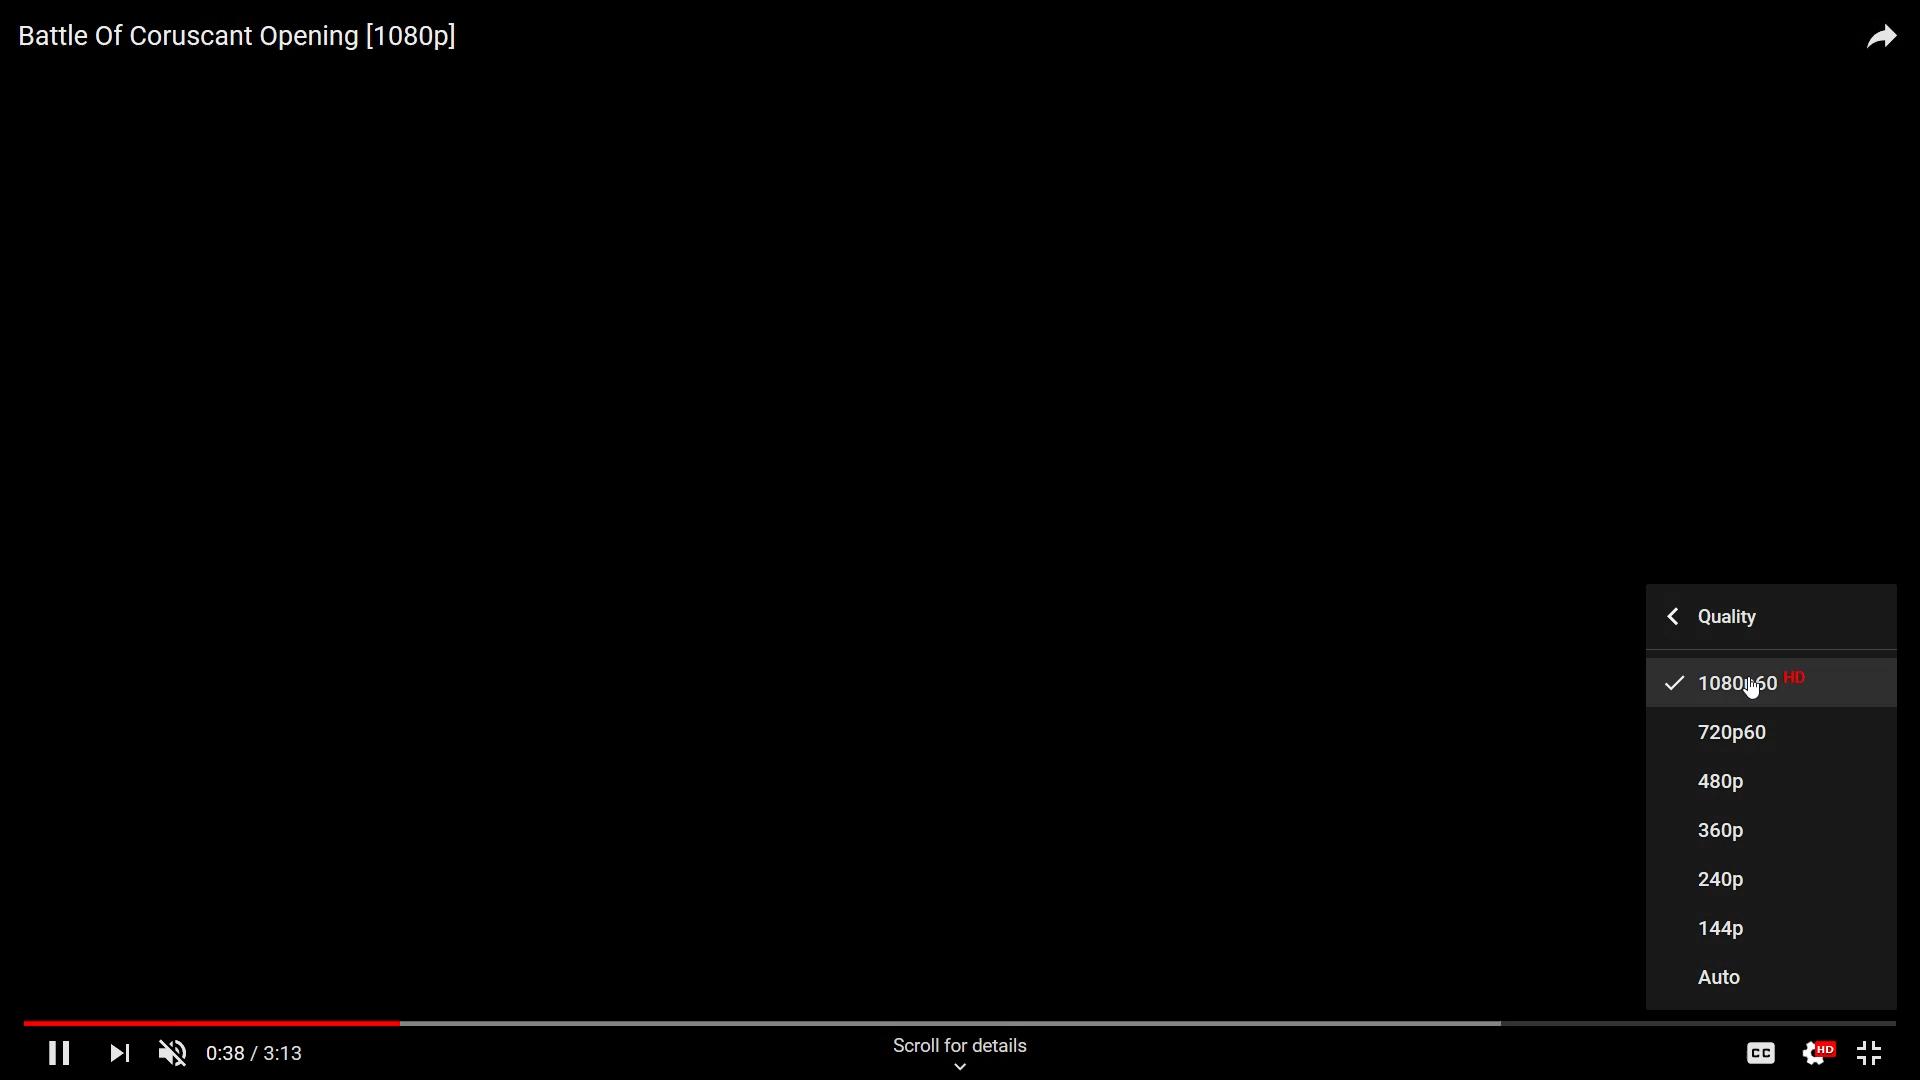 Battle Of Coruscant Opening [1080p]
Quality
1080p60 HD
720p60
480p
360p
240p
144p
Auto
0:38 / 3:13
Scroll for details
CC
HD